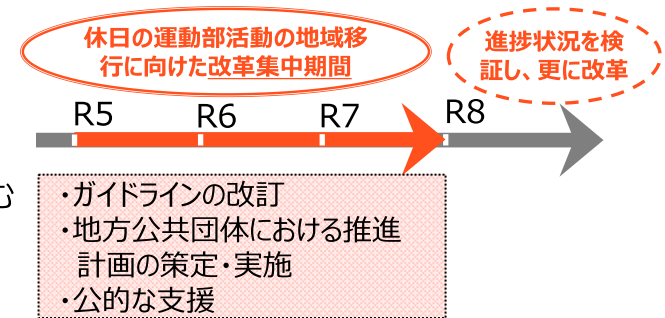 休日の運動部活動の地域移
行に向けた改革集中期間
進捗状況を検
証し、更に改革
R5
R6
R7
R8
む
・ガイドラインの改訂
・地方公共団体における推進
計画の策定・実施
・公的な支援